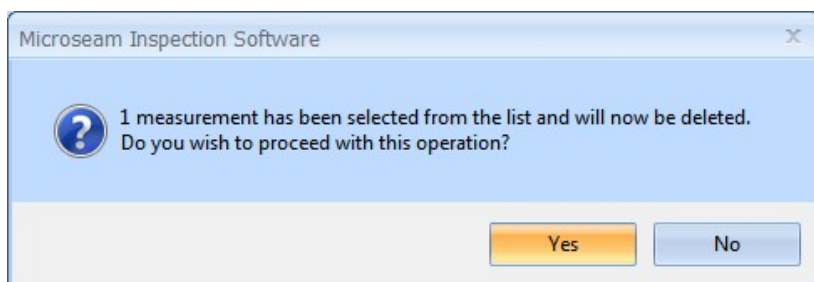 Microseam Inspection Software
1 measurement has been selected from the list and will now be deleted.
Do you wish to proceed with this operation?
Yes No